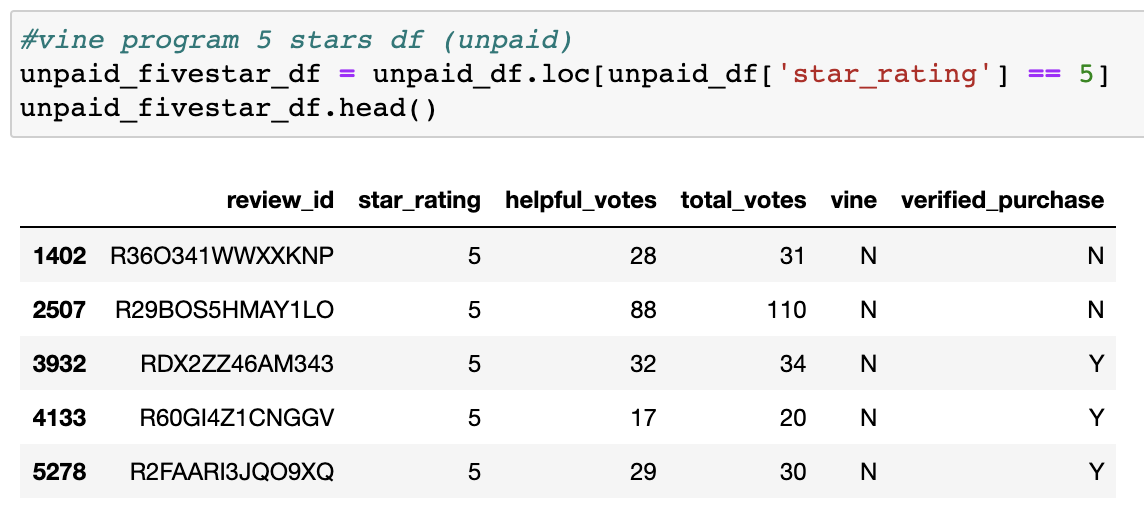 #vine program 5 stars df (unpaid)
unpaid_fivestar_df = unpaid_df.loc[unpaid_df['star_rating'] == 5]
unpaid_fivestar_df.head()
review_id star_rating helpful_votes total_votes vine verified_purchase
1402 R36O341WWXXKNP 5 28 31 N N
2507 R29BOS5HMAY1LO 5 88 110 N N
3932 RDX2ZZ46AM343 5 32 34 N Y
4133 R60GI4Z1CNGGV 5 17 20 N Y
5278 R2FAARI3JQO9XQ 5 29 30 N Y